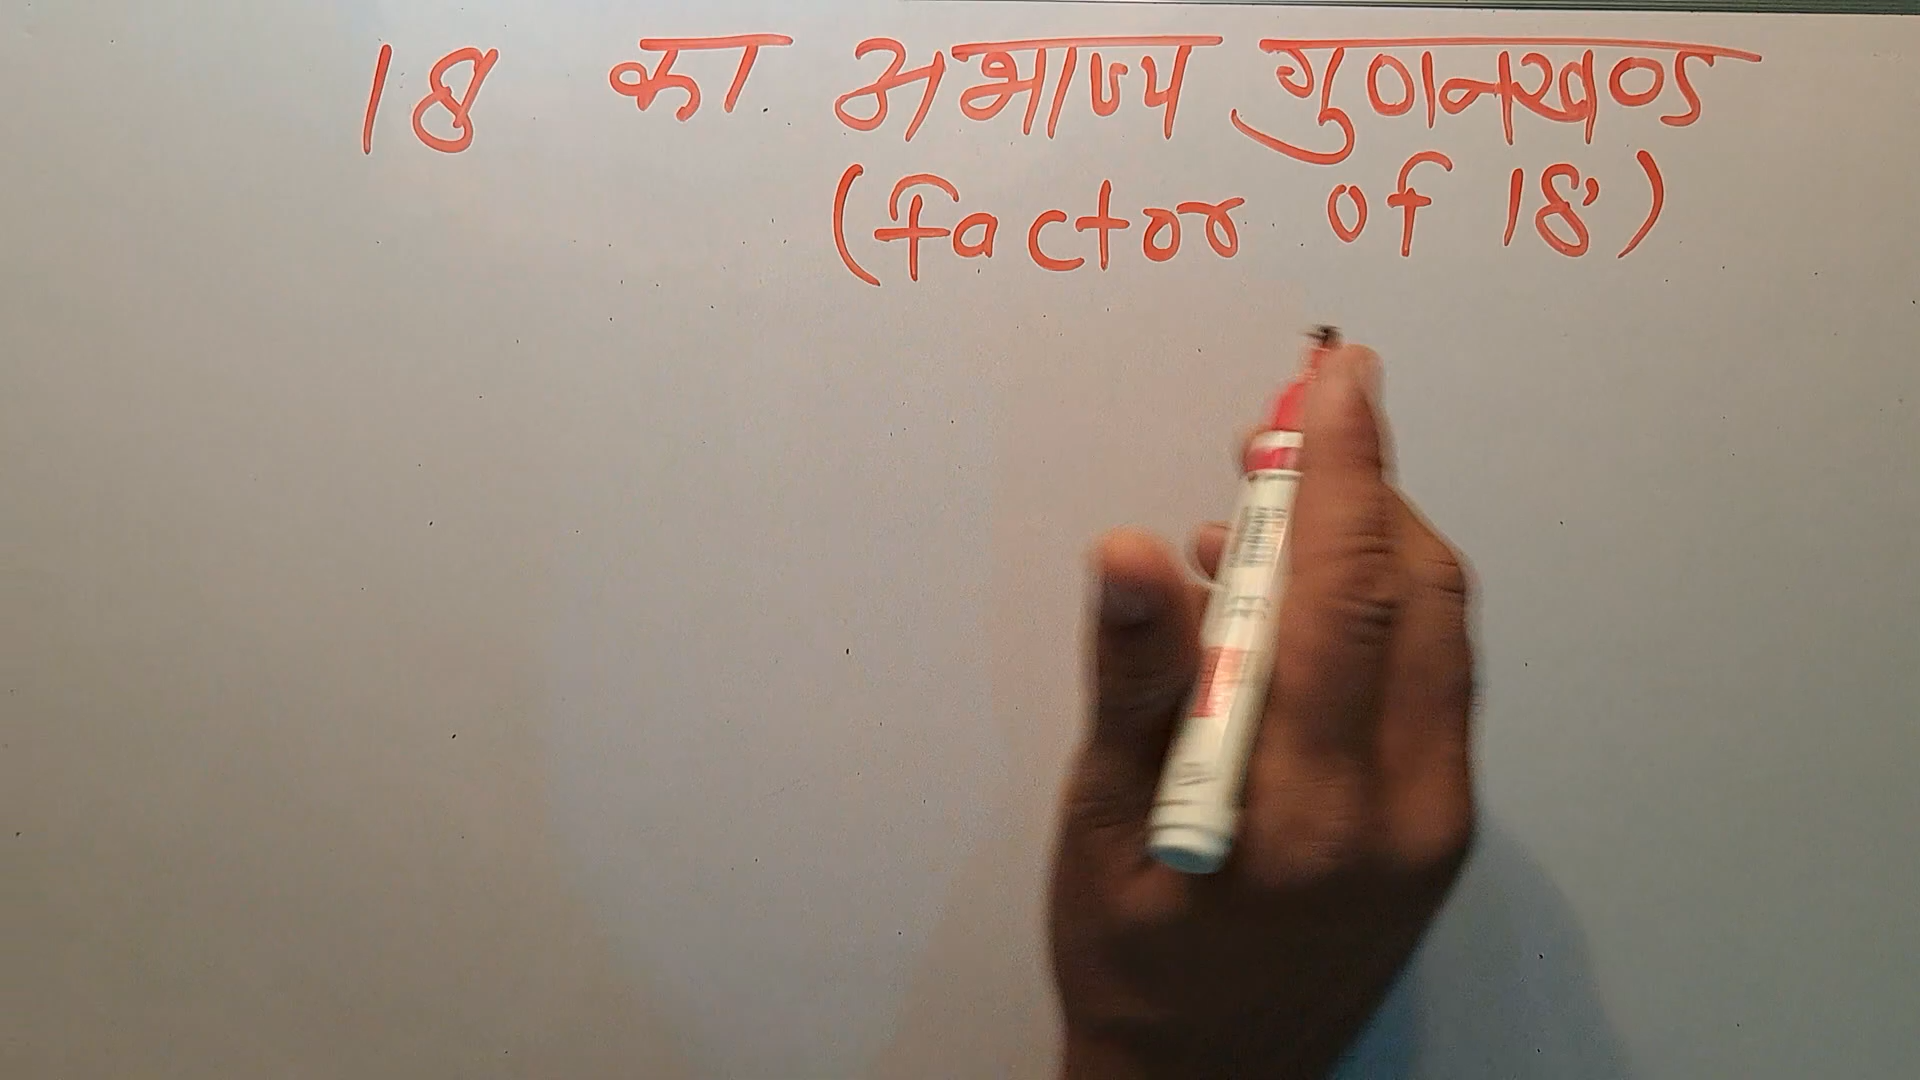 18 का अभाज्य गुणनखण्ड
(factor of 18)